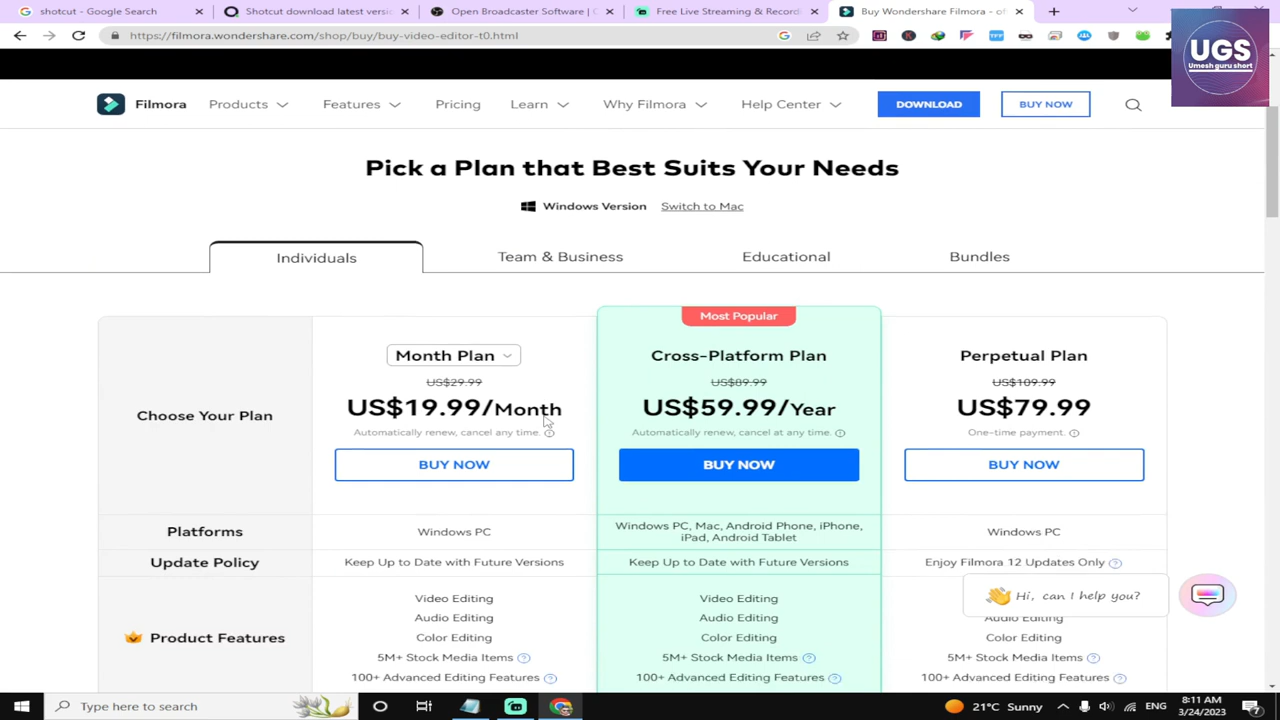 shotcut - Google Search
Shotcut download latest versi
Open Broadcaster Software | 
Free Live Streaming & Record
Buy Wondershare Filmora - of
https://filmora.wondershare.com/shop/buy/buy-video-editor-t0.html
UGS
Umesh guru short
Filmora
Products
Features
Pricing
Learn
Why Filmora
Help Center
DOWNLOAD
BUY NOW
Pick a Plan that Best Suits Your Needs
Windows Version
Switch to Mac
Individuals
Team & Business
Educational
Bundles
Most Popular
Month Plan
Cross-Platform Plan
Perpetual Plan
US$29.99
US$89.99
US$109.99
Choose Your Plan
US$19.99/Month
US$59.99/Year
US$79.99
Automatically renew, cancel any time.
Automatically renew, cancel at any time.
One-time payment.
BUY NOW
BUY NOW
BUY NOW
Platforms
Windows PC
Windows PC, Mac, Android Phone, iPhone,
iPad, Android Tablet
Windows PC
Update Policy
Keep Up to Date with Future Versions
Keep Up to Date with Future Versions
Enjoy Filmora 12 Updates Only
Hi, can I help you?
Product Features
Video Editing
Audio Editing
Color Editing
5M+ Stock Media Items
100+ Advanced Editing Features
Video Editing
Audio Editing
Color Editing
5M+ Stock Media Items
100+ Advanced Editing Features
Audio Editing
Color Editing
5M+ Stock Media Items
100+ Advanced Editing Features
Type here to search
21°C Sunny
ENG
8:11 AM
3/24/2023